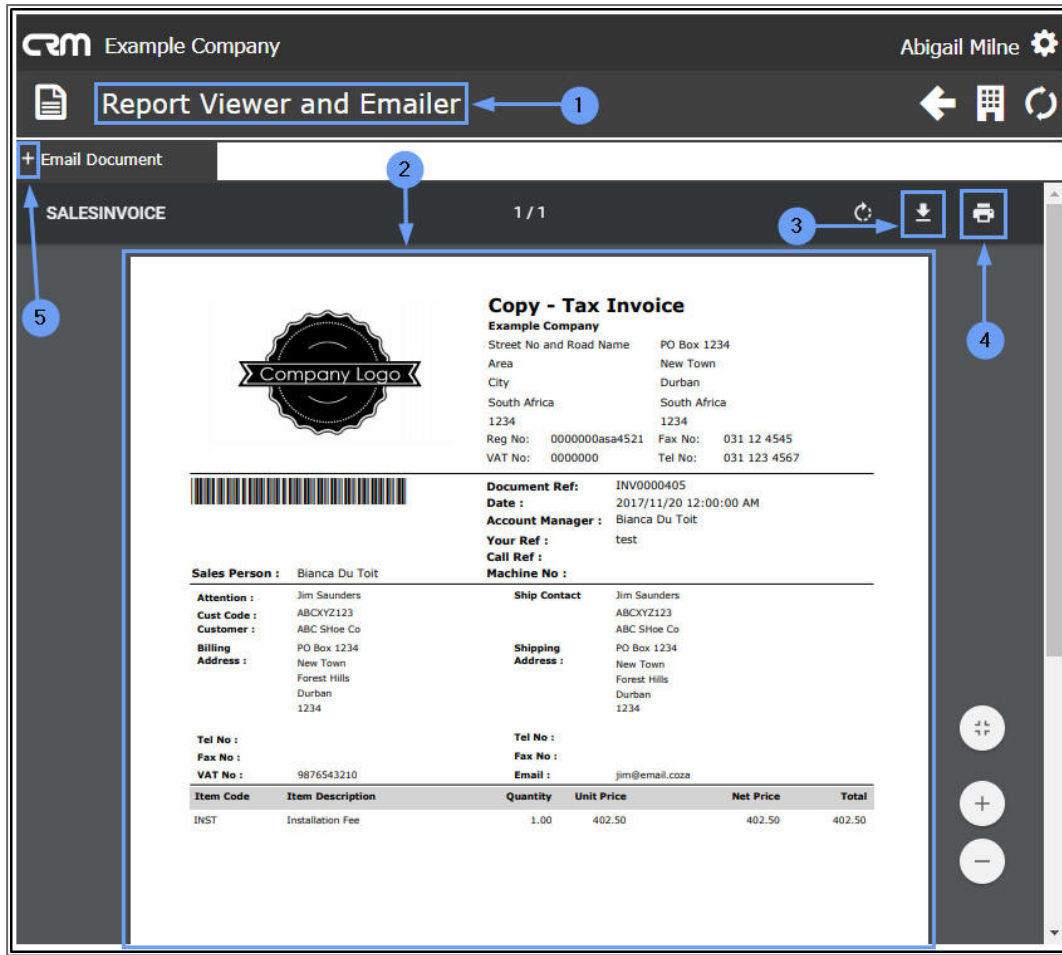 CRM Example Company Abigail Milne
Report Viewer and Emailer 1
+ Email Document
2
SALESINVOICE 1 / 1
3
5
4
Company Logo
Copy - Tax Invoice
Example Company
Street No and Road Name PO Box 1234
Area New Town
City Durban
South Africa South Africa
1234 1234
Reg No: 0000000asa4521 Fax No: 031 12 4545
VAT No: 0000000 Tel No: 031 123 4567
Document Ref: INV0000405
Date : 2017/11/20 12:00:00 AM
Account Manager : Bianca Du Toit
Your Ref : test
Call Ref :
Sales Person : Bianca Du Toit Machine No :
Attention : Jim Saunders Ship Contact Jim Saunders
Cust Code : ABCXYZ123 ABCXYZ123
Customer : ABC SHoe Co ABC SHoe Co
Billing PO Box 1234 Shipping PO Box 1234
Address : New Town Address : New Town
Forest Hills Forest Hills
Durban Durban
1234 1234
Tel No : Tel No :
Fax No : Fax No :
VAT No : 9876543210 Email : jim@email.coza
Item Code Item Description Quantity Unit Price Net Price Total
INST Installation Fee 1.00 402.50 402.50 402.50